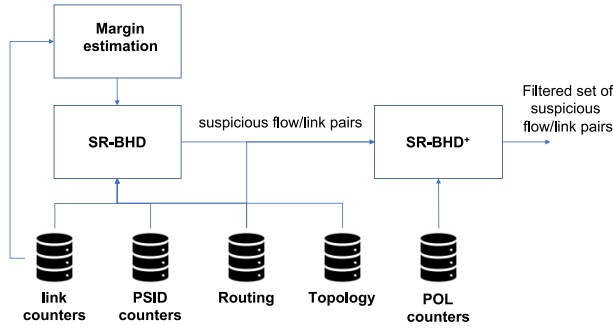 Margin
estimation
SR-BHD
suspicious flow/link pairs
SR-BHD⁺
Filtered set of
suspicious
flow/link pairs
link
counters
PSID
counters
Routing
Topology
POL
counters